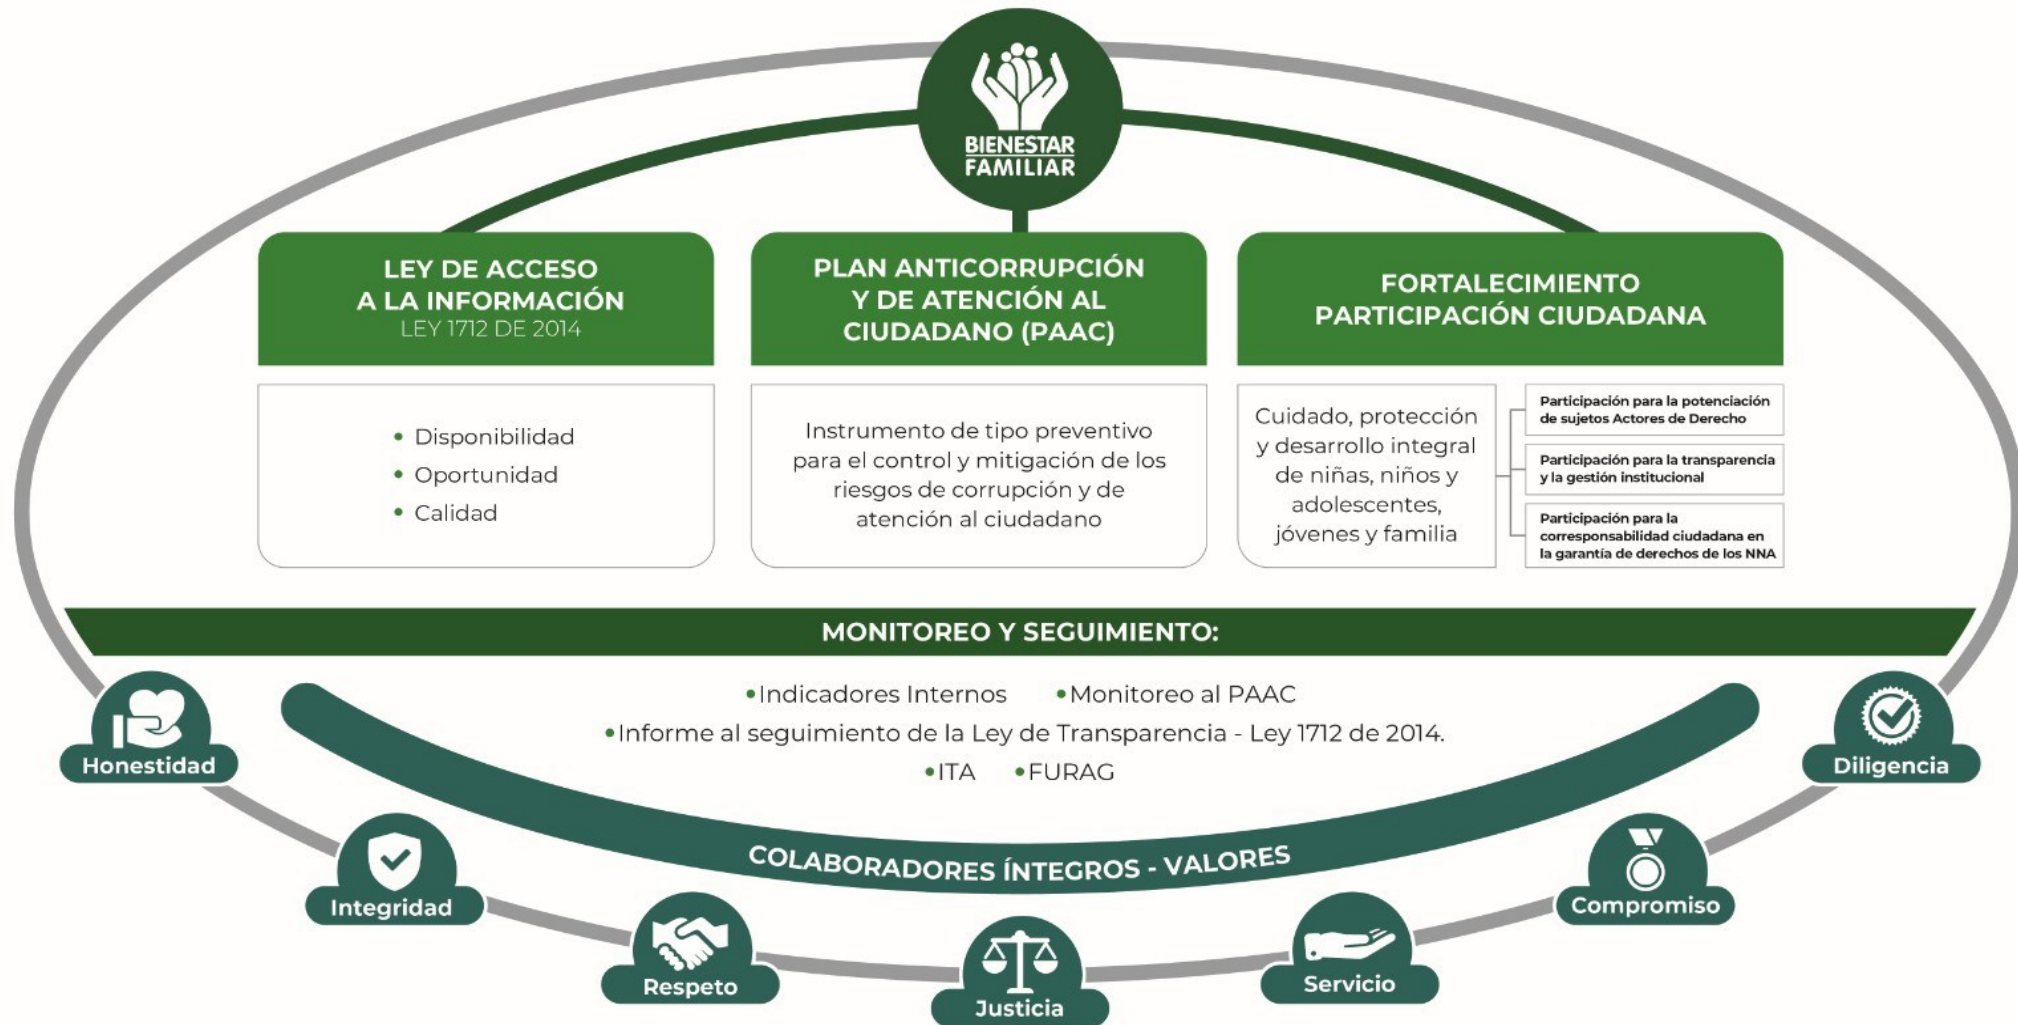 BIENESTAR
FAMILIAR
LEY DE ACCESO
A LA INFORMACIÓN
LEY 1712 DE 2014
• Disponibilidad
• Oportunidad
• Calidad
PLAN ANTICORRUPCIÓN
Y DE ATENCIÓN AL
CIUDADANO (PAAC)
Instrumento de tipo preventivo
para el control y mitigación de los
riesgos de corrupción y de
atención al ciudadano
FORTALECIMIENTO
PARTICIPACIÓN CIUDADANA
Cuidado, protección
y desarrollo integral
de niñas, niños y
adolescentes,
jóvenes y familia
Participación para la potenciación
de sujetos Actores de Derecho
Participación para la transparencia
y la gestión institucional
Participación para la
corresponsabilidad ciudadana en
la garantía de derechos de los NNA
MONITOREO Y SEGUIMIENTO:
•Indicadores Internos •Monitoreo al PAAC
•Informe al seguimiento de la Ley de Transparencia - Ley 1712 de 2014.
•ITA •FURAG
COLABORADORES ÍNTEGROS - VALORES
Honestidad
Integridad
Respeto
Justicia
Servicio
Compromiso
Diligencia